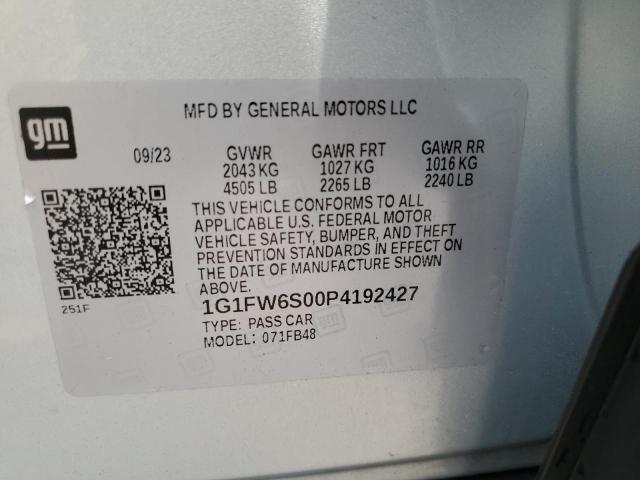 gm
MFD BY GENERAL MOTORS LLC
09/23 GVWR GAWR FRT GAWR RR
2043 KG 1027 KG 1016 KG
4505 LB 2265 LB 2240 LB
THIS VEHICLE CONFORMS TO ALL
APPLICABLE U.S. FEDERAL MOTOR
VEHICLE SAFETY, BUMPER, AND THEFT
PREVENTION STANDARDS IN EFFECT ON
THE DATE OF MANUFACTURE SHOWN
ABOVE.
251F
1G1FW6S00P4192427
TYPE: PASS CAR
MODEL: 071FB48